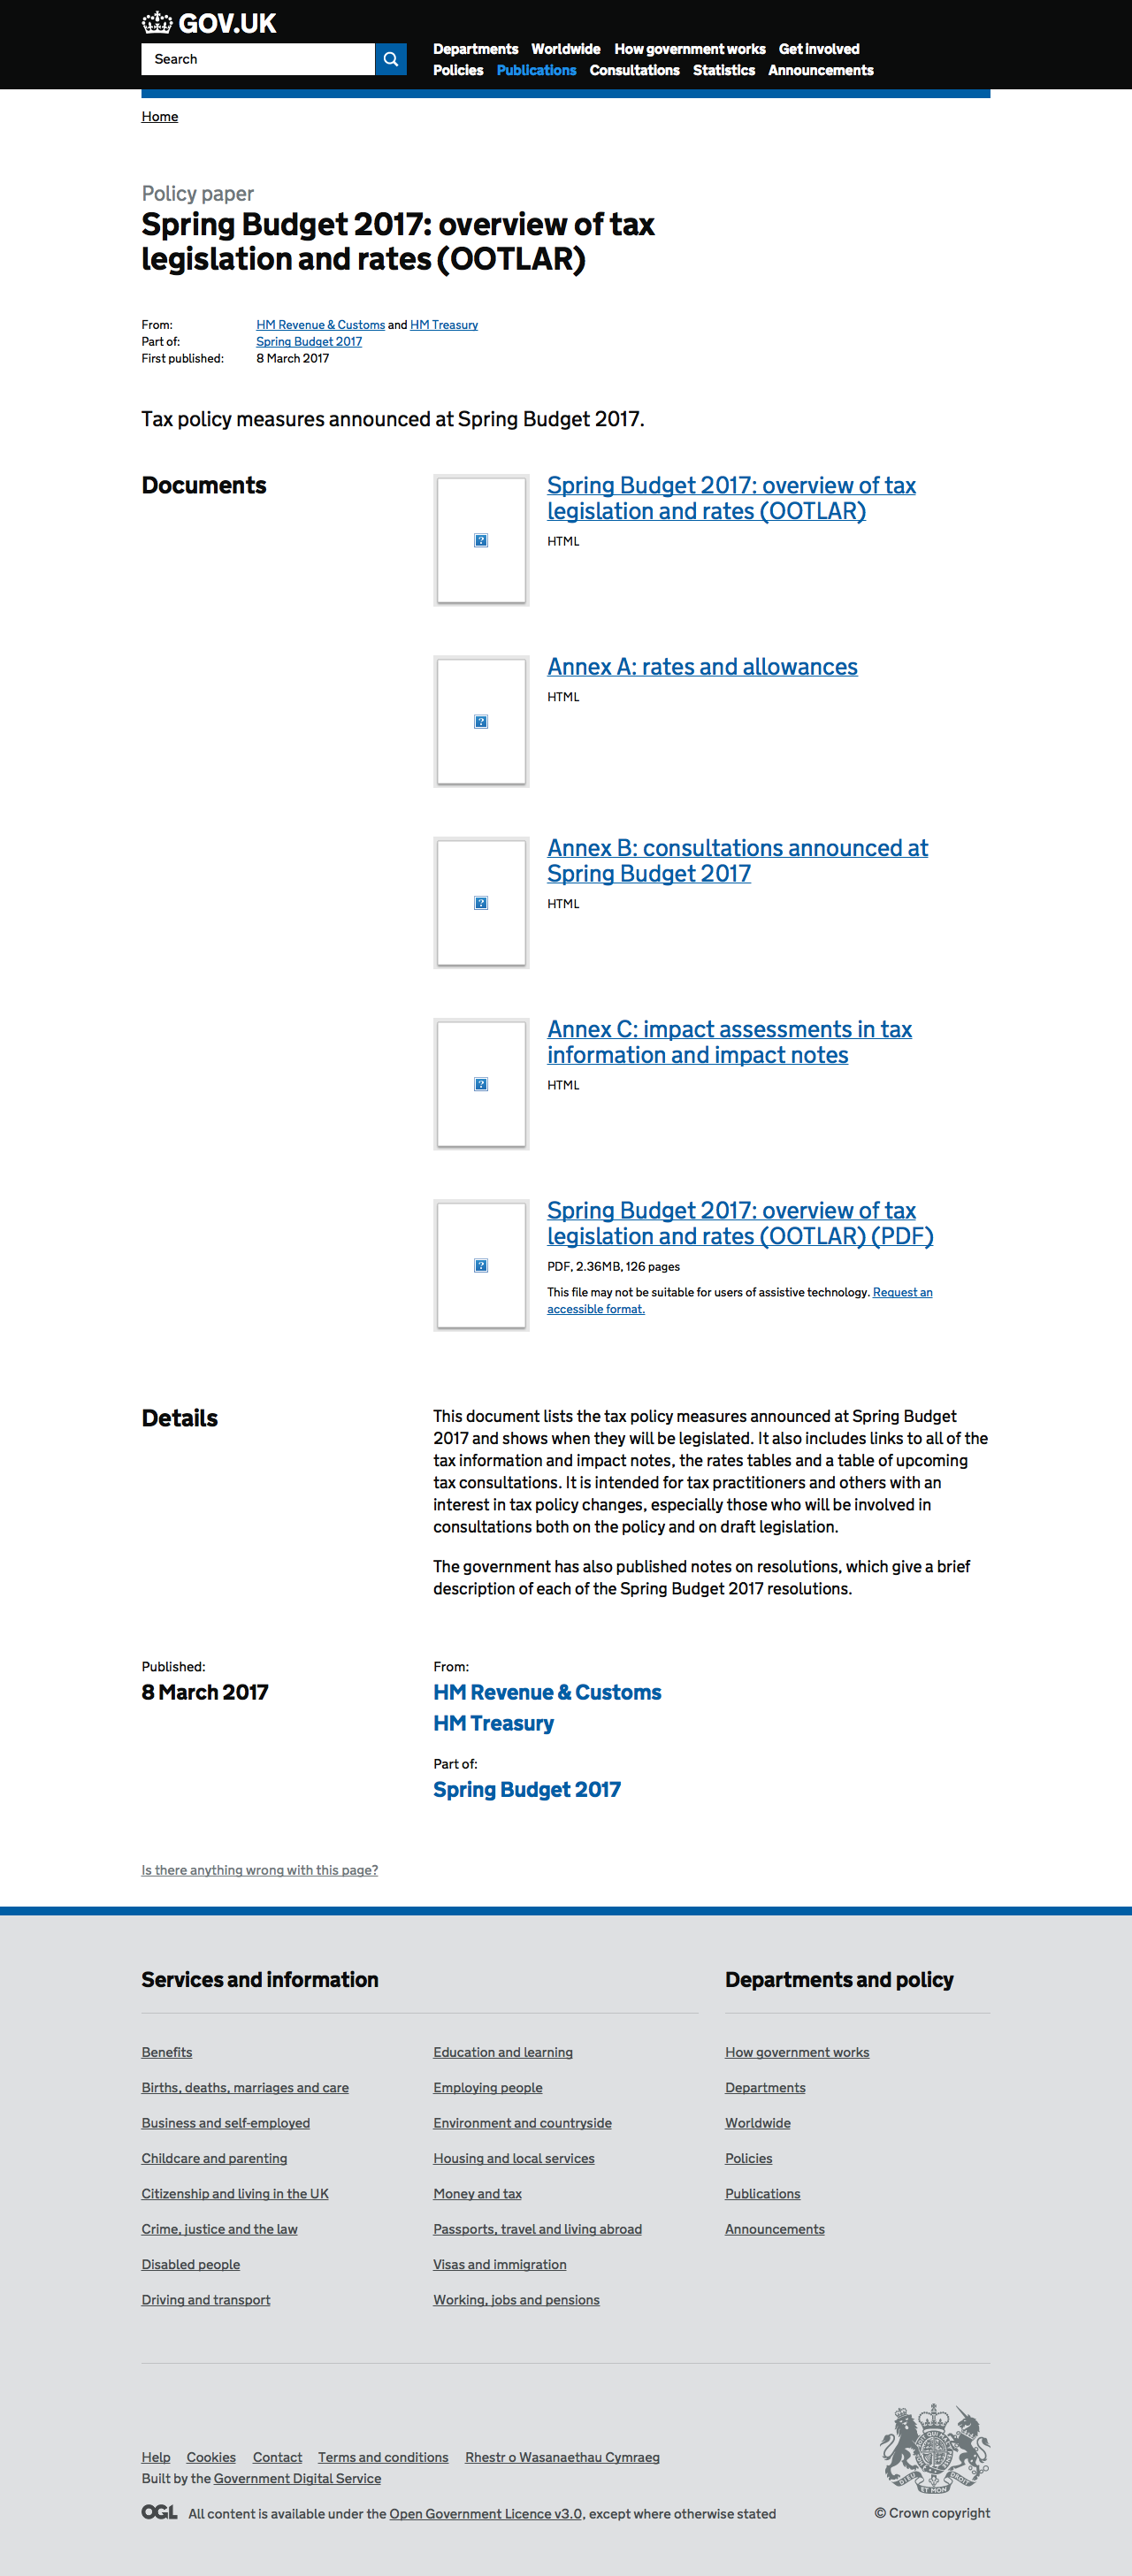 GOV.UK
Search
Departments Worldwide How government works Get involved
Policies Publications Consultations Statistics Announcements
Home
Policy paper
Spring Budget 2017: overview of tax
legislation and rates (OOTLAR)
From: HM Revenue & Customs and HM Treasury
Part of: Spring Budget 2017
First published: 8 March 2017
Tax policy measures announced at Spring Budget 2017.
Documents
Spring Budget 2017: overview of tax
legislation and rates (OOTLAR)
HTML
Annex A: rates and allowances
HTML
Annex B: consultations announced at
Spring Budget 2017
HTML
Annex C: impact assessments in tax
information and impact notes
HTML
Spring Budget 2017: overview of tax
legislation and rates (OOTLAR) (PDF)
PDF, 2.36MB, 126 pages
This file may not be suitable for users of assistive technology. Request an
accessible format.
Details
This document lists the tax policy measures announced at Spring Budget
2017 and shows when they will be legislated. It also includes links to all of the
tax information and impact notes, the rates tables and a table of upcoming
tax consultations. It is intended for tax practitioners and others with an
interest in tax policy changes, especially those who will be involved in
consultations both on the policy and on draft legislation.
The government has also published notes on resolutions, which give a brief
description of each of the Spring Budget 2017 resolutions.
Published:
8 March 2017
From:
HM Revenue & Customs
HM Treasury
Part of:
Spring Budget 2017
Is there anything wrong with this page?
Services and information
Benefits
Births, deaths, marriages and care
Business and self-employed
Childcare and parenting
Citizenship and living in the UK
Crime, justice and the law
Disabled people
Driving and transport
Education and learning
Employing people
Environment and countryside
Housing and local services
Money and tax
Passports, travel and living abroad
Visas and immigration
Working, jobs and pensions
Departments and policy
How government works
Departments
Worldwide
Policies
Publications
Announcements
Help Cookies Contact Terms and conditions Rhestr o Wasanaethau Cymraeg
Built by the Government Digital Service
OGL All content is available under the Open Government Licence v3.0, except where otherwise stated
DIEU ET MON DROIT
© Crown copyright